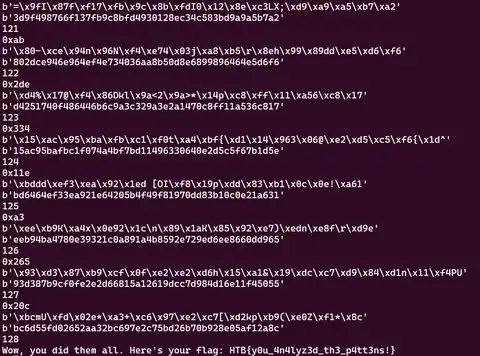 b'=\x9fI\x87f\xf17\xfb\x9c\x8b\xfdI0\x12\x8e\xc3LX;\xd9\xa9\xa5\xb7\xa2'
b'3d9f498766f137fb9c8bfd4930128ec34c583bd9a9a5b7a2'
121
0xab
b'\x80-\xce\x94n\x96N\xf4\xe74\x03j\xa8\xb5\r\x8eh\x99\x89dd\xe5\xd6\xf6'
b'802dce946e964ef4e734036aa8b50d8e6899896464e5d6f6'
122
0x2de
b'\xd4%\x17@\xf4\x86Dkl\x9a<2\x9a>*\x14p\xc8\xff\x11\xa56\xc8\x17'
b'd4251740f486446b6c9a3c329a3e2a1470c8ff11a536c817'
123
0x334
b'\x15\xac\x95\xba\xfb\xc1\xf0t\xa4\xbf{\xd1\x14\x963\x06@\xe2\xd5\xc5\xf6{\x1d^'
b'15ac95bafbc1f074a4bf7bd11496330640e2d5c5f67b1d5e'
124
0x11e
b'\xbddd\xef3\xea\x92\x1ed [OI\xf8\x19p\xdd\x83\xb1\x0c\x0e!\xa61'
b'bd6464ef33ea921e64205b4f49f81970dd83b10c0e21a631'
125
0xa3
b'\xee\xb9K\xa4x\x0e92\x1c\n\x89\x1aK\x85\x92\xe7)\xedn\xe8f\r\xd9e'
b'eeb94ba4780e39321c0a891a4b8592e729ed6ee8660dd965'
126
0x265
b'\x93\xd3\x87\xb9\xcf\x0f\xe2\xe2\xd6h\x15\xa1&\x19\xdc\xc7\xd9\x84\xd1n\x11\xf4PU'
b'93d387b9cf0fe2e2d66815a12619dcc7d984d16e11f45055'
127
0x20c
b'\xbcmU\xfd\x02e*\xa3+\xc6\x97\xe2\xc7[\xd2kp\xb9(\xe0Z\xf1*\x8c'
b'bc6d55fd02652aa32bc697e2c75bd26b70b928e05af12a8c'
128
Wow, you did them all. Here's your flag: HTB{y0u_4n4lyz3d_th3_p4tt3ns!}